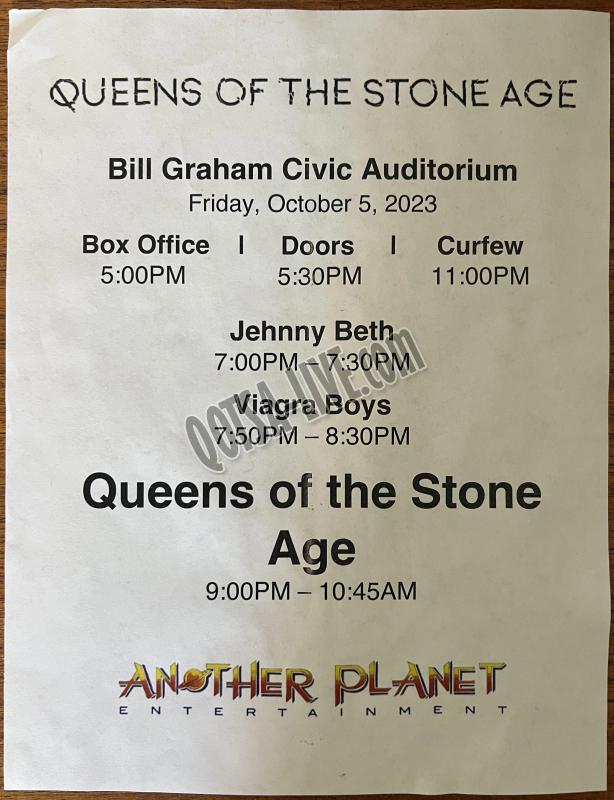 QUEENS OF THE STONE AGE
Bill Graham Civic Auditorium
Friday, October 5, 2023
Box Office | Doors | Curfew
5:00PM 5:30PM 11:00PM
Jehnny Beth
7:00PM – 7:30PM
QOTSA-LIVE.com
Viagra Boys
7:50PM – 8:30PM
Queens of the Stone
Age
9:00PM – 10:45AM
ANOTHER PLANET
ENTERTAINMENT